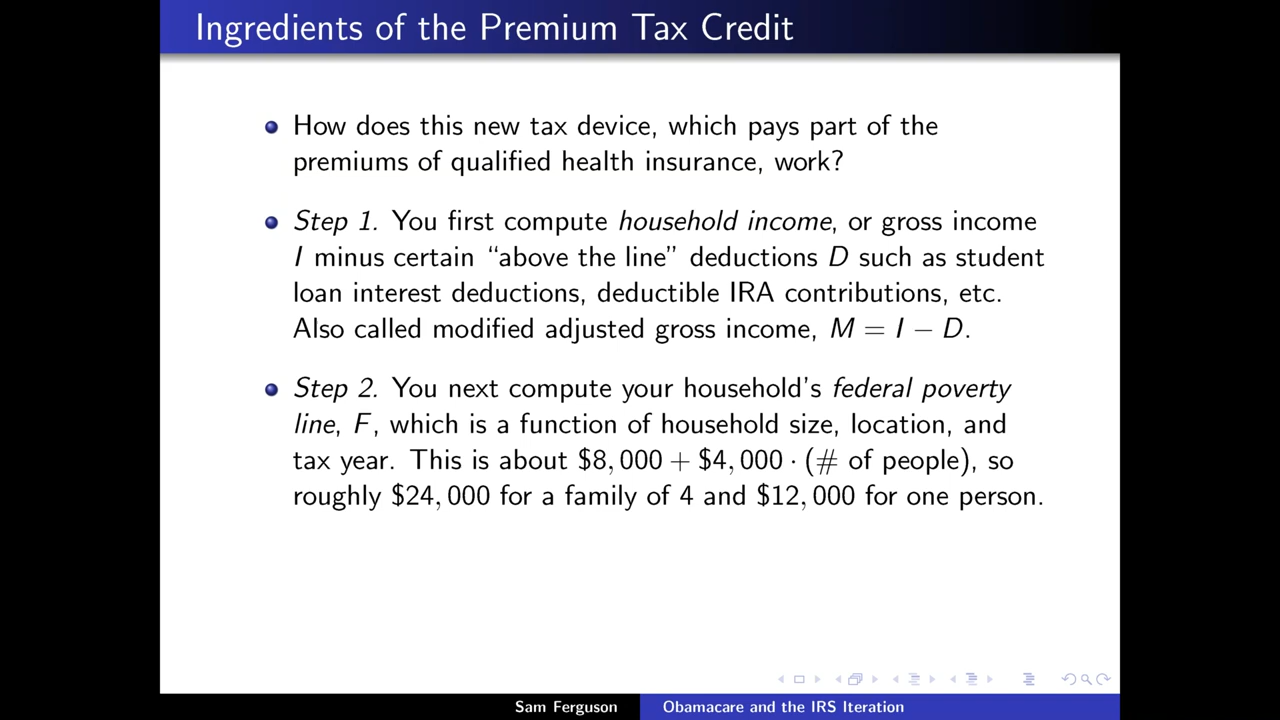 Ingredients of the Premium Tax Credit
How does this new tax device, which pays part of the
premiums of qualified health insurance, work?
Step 1. You first compute household income, or gross income
I minus certain “above the line” deductions D such as student
loan interest deductions, deductible IRA contributions, etc.
Also called modified adjusted gross income, M = I − D.
Step 2. You next compute your household’s federal poverty
line, F, which is a function of household size, location, and
tax year. This is about $8, 000 + $4, 000 · (# of people), so
roughly $24, 000 for a family of 4 and $12, 000 for one person.
Sam Ferguson
Obamacare and the IRS Iteration